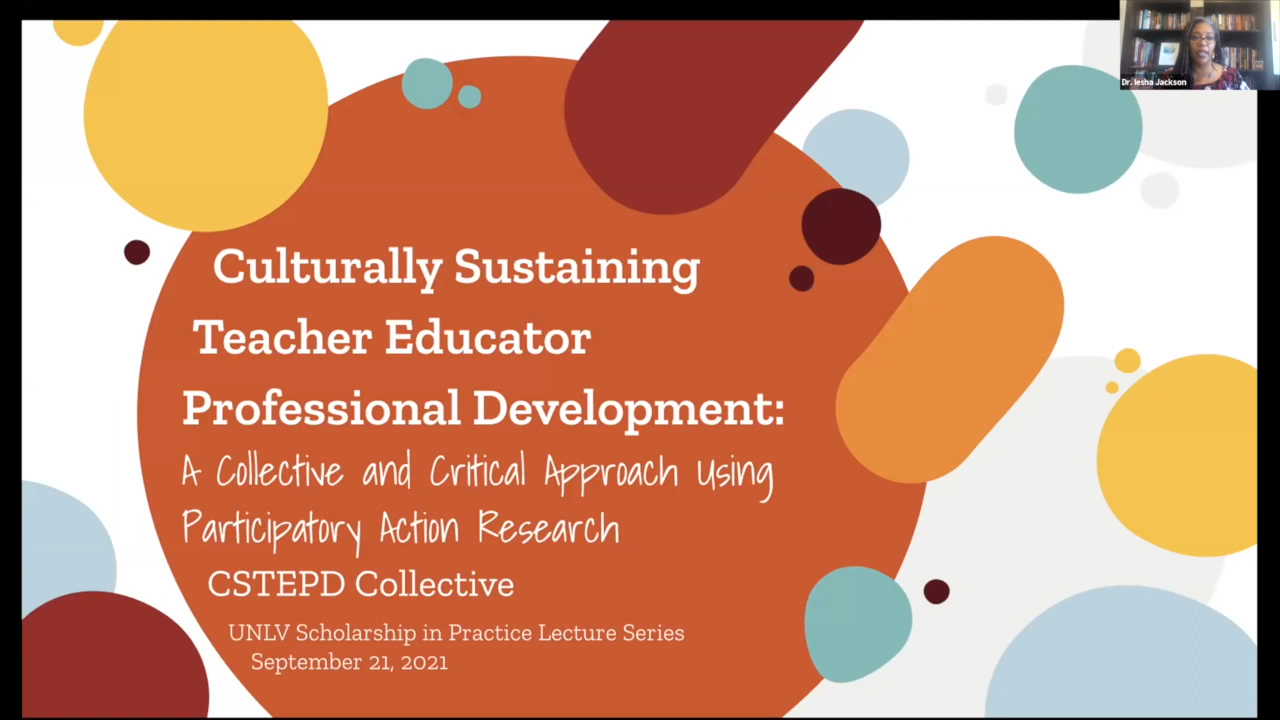 Dr. Iesha Jackson
Culturally Sustaining
Teacher Educator
Professional Development:
A Collective and Critical Approach Using
Participatory Action Research
CSTEPD Collective
UNLV Scholarship in Practice Lecture Series
September 21, 2021